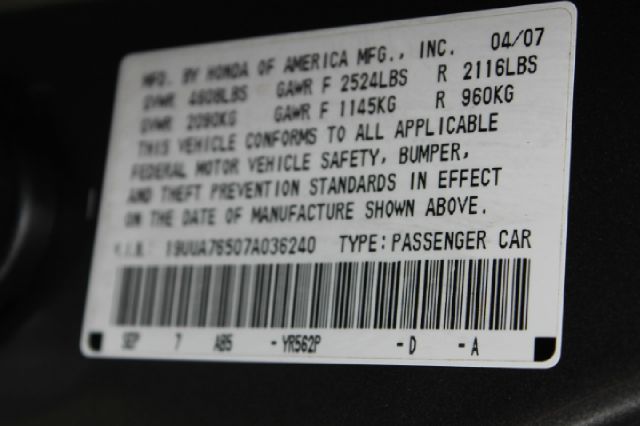 MFD. BY HONDA OF AMERICA MFG., INC. 04/07
GVWR 4608LBS GAWR F 2524LBS R 2116LBS
GVWR 2090KG GAWR F 1145KG R 960KG
THIS VEHICLE CONFORMS TO ALL APPLICABLE
FEDERAL MOTOR VEHICLE SAFETY, BUMPER,
AND THEFT PREVENTION STANDARDS IN EFFECT
ON THE DATE OF MANUFACTURE SHOWN ABOVE.
V.I.N. 19UUA76507A036240 TYPE: PASSENGER CAR
SEP 7 AB5 -YR562P -D -A